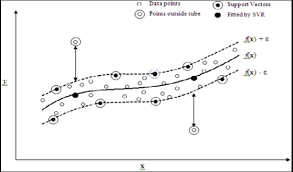 Data points
Support Vectors
Points outside tube
Fitted by SVR
f(x) + ε
f(x)
f(x) - ε
y
x